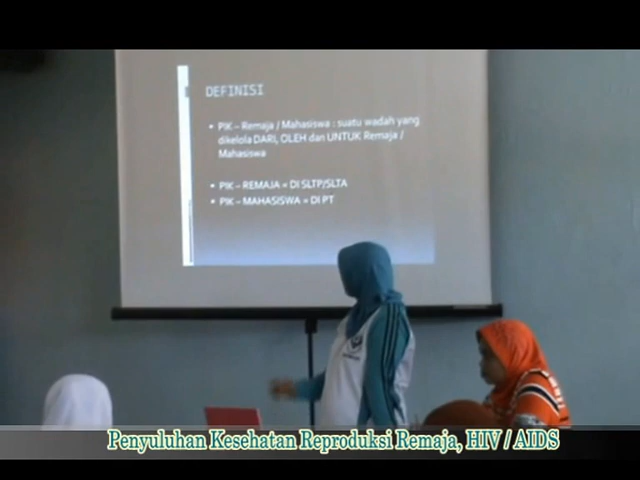 DEFINISI
• PIK – Remaja / Mahasiswa : suatu wadah yang
dikelola DARI, OLEH dan UNTUK Remaja /
Mahasiswa
• PIK – REMAJA = DI SLTP/SLTA
• PIK – MAHASISWA = DI PT
Penyuluhan Kesehatan Reproduksi Remaja, HIV / AIDS